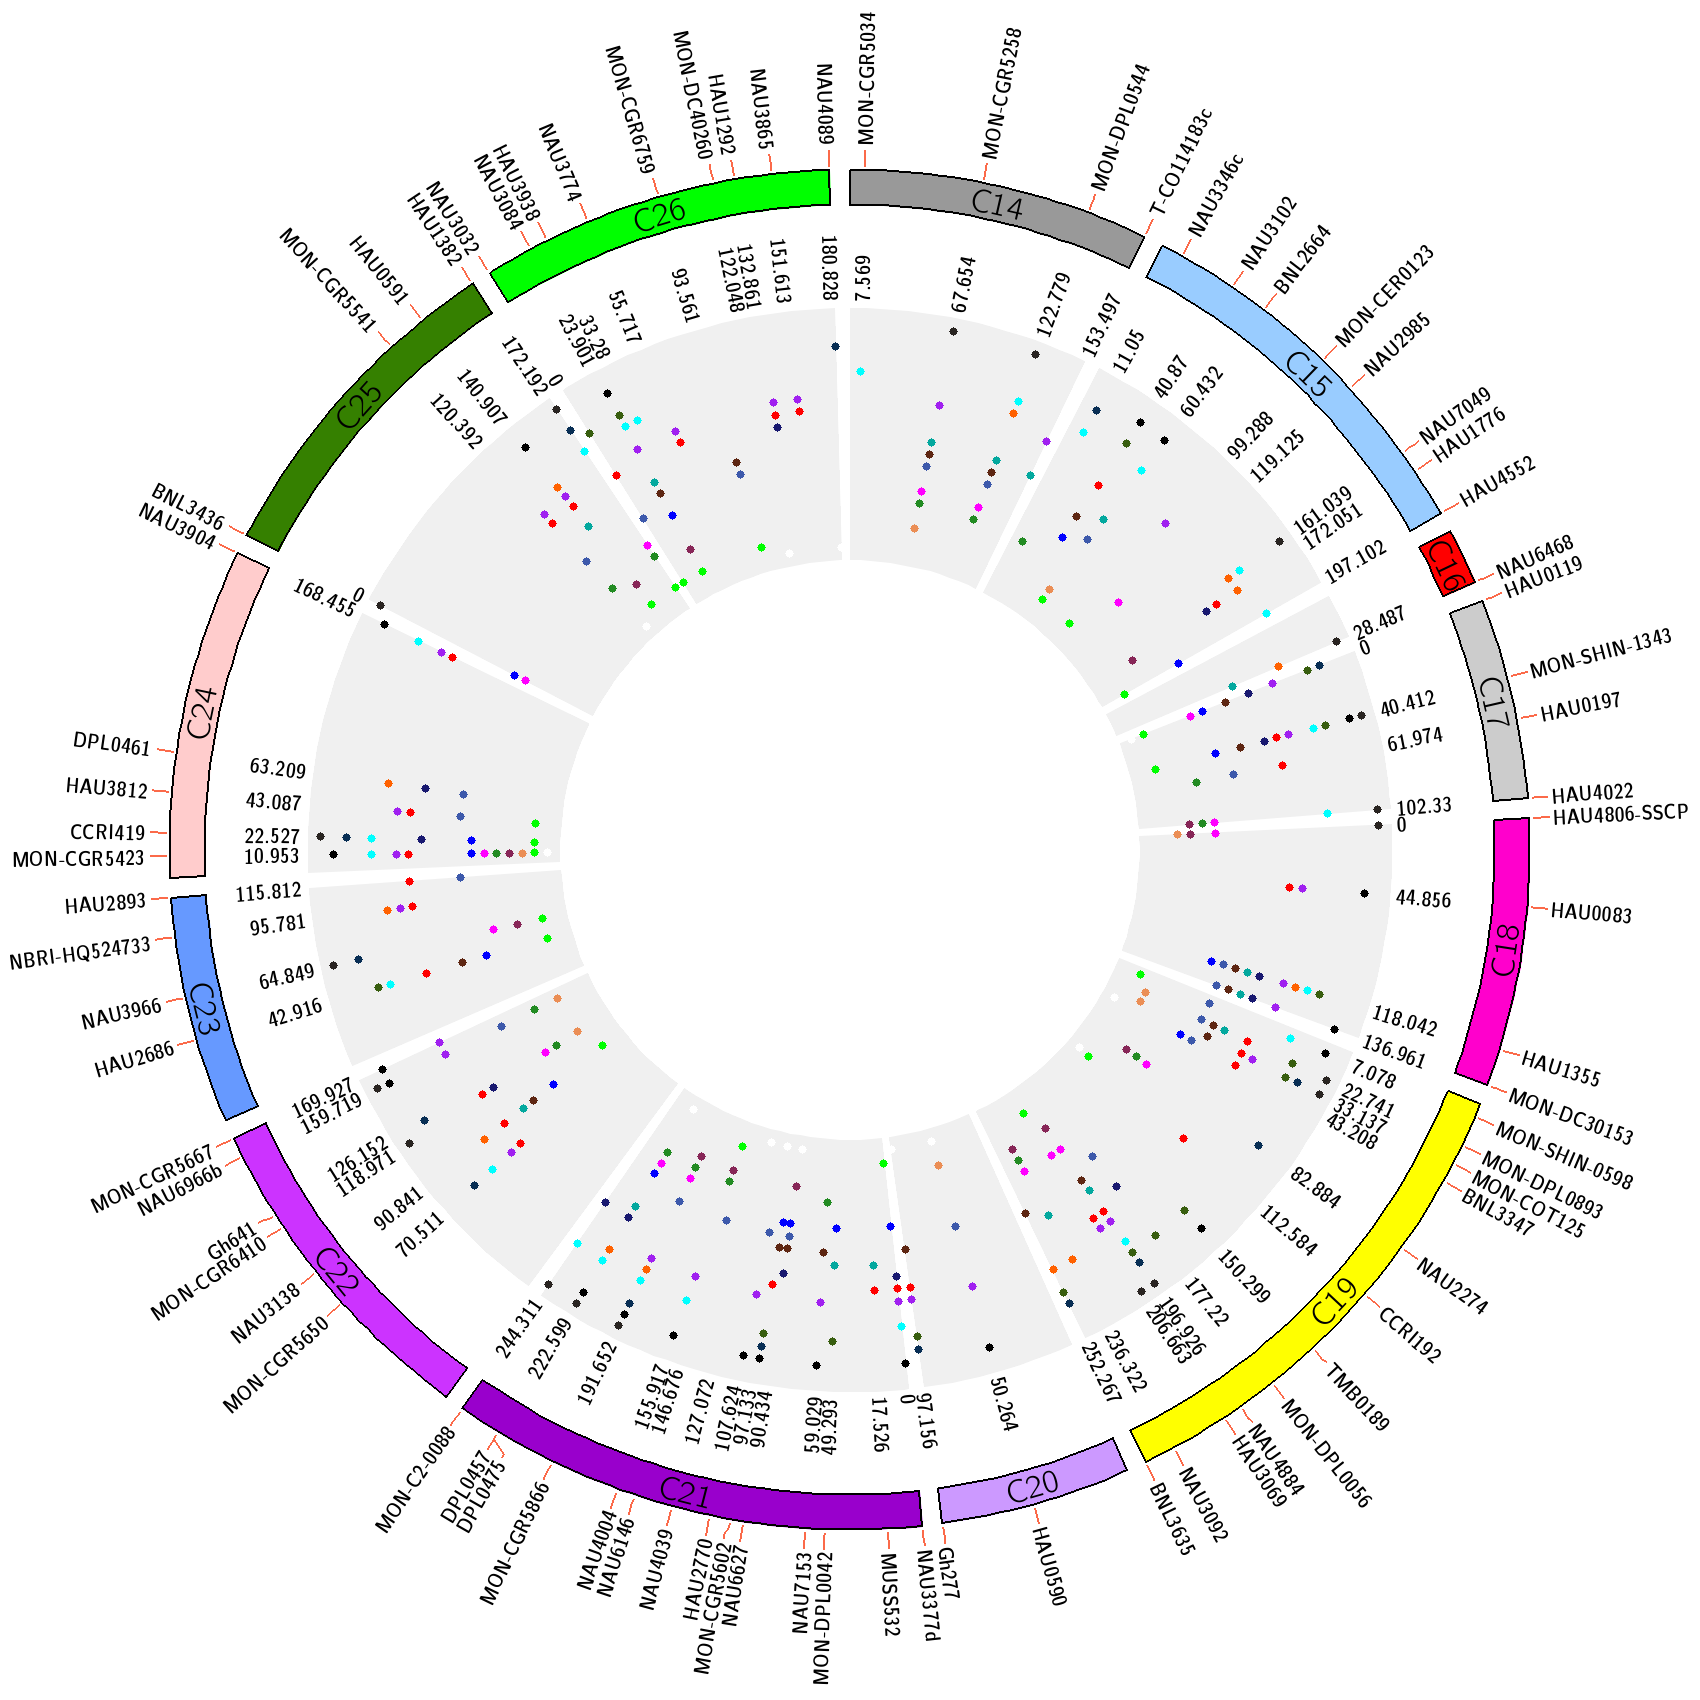 C14
MON-CGR5034
MON-CGR5258
MON-DPL0544
T-CO114183c
7.569
67.654
122.779
153.497
C15
NAU3346c
NAU3102
BNL2664
MON-CER0123
NAU2985
NAU7049
HAU1776
HAU4552
11.05
40.87
60.432
99.288
119.125
161.039
172.051
197.102
C16
NAU6468
28.487
C17
HAU0119
MON-SHIN-1343
HAU0197
HAU4022
0
40.412
61.974
102.33
C18
HAU4806-SSCP
HAU0083
HAU1355
MON-DC30153
0
44.856
118.042
136.961
C19
MON-SHIN-0598
MON-DPL0893
MON-COT125
BNL3347
NAU2274
CCRI192
TMB0189
MON-DPL0056
NAU4884
HAU3069
NAU3092
BNL3635
7.078
22.741
33.137
43.208
82.884
112.584
150.299
177.22
196.926
206.663
236.322
252.267
C20
HAU0590
Gh277
50.264
97.156
C21
NAU3377d
MUSS532
MON-DPL0042
NAU7153
NAU6627
MON-CGR5602
HAU2770
NAU4039
NAU6146
NAU4004
MON-CGR5866
DPL0475
DPL0457
MON-C2-0088
0
17.526
49.293
59.029
90.434
97.133
107.624
127.072
146.676
155.917
191.652
222.599
244.311
C22
MON-CGR5650
NAU3138
MON-CGR6410
Gh641
NAU6966b
MON-CGR5667
70.511
90.841
118.971
126.152
159.719
169.927
C23
HAU2686
NAU3966
NBRI-HQ524733
HAU2893
42.916
64.849
95.781
115.812
C24
MON-CGR5423
CCRI419
HAU3812
DPL0461
NAU3904
10.953
22.527
43.087
63.209
168.455
C25
BNL3436
MON-CGR5541
HAU0591
HAU1382
0
120.392
140.907
172.192
C26
NAU3032
NAU3084
HAU3938
NAU3774
MON-CGR6759
MON-DC40260
HAU1292
NAU3865
NAU4089
0
23.901
33.28
55.717
93.561
122.048
132.861
151.613
180.828